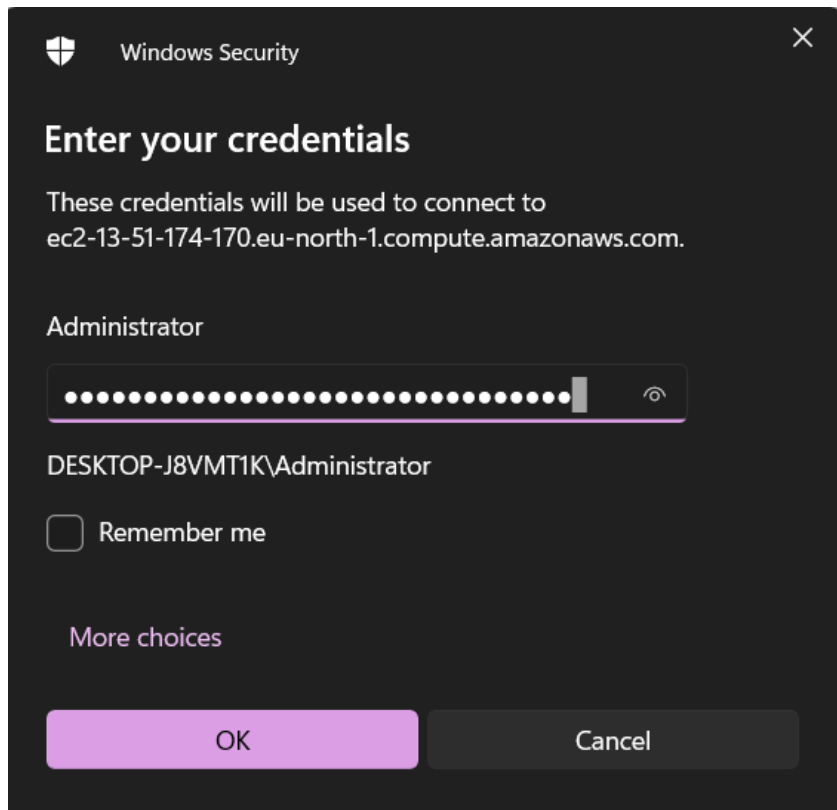 Windows Security
Enter your credentials
These credentials will be used to connect to
ec2-13-51-174-170.eu-north-1.compute.amazonaws.com.
Administrator
••••••••••••••••••••••••••••••••
DESKTOP-J8VMT1K\Administrator
Remember me
More choices
OK
Cancel